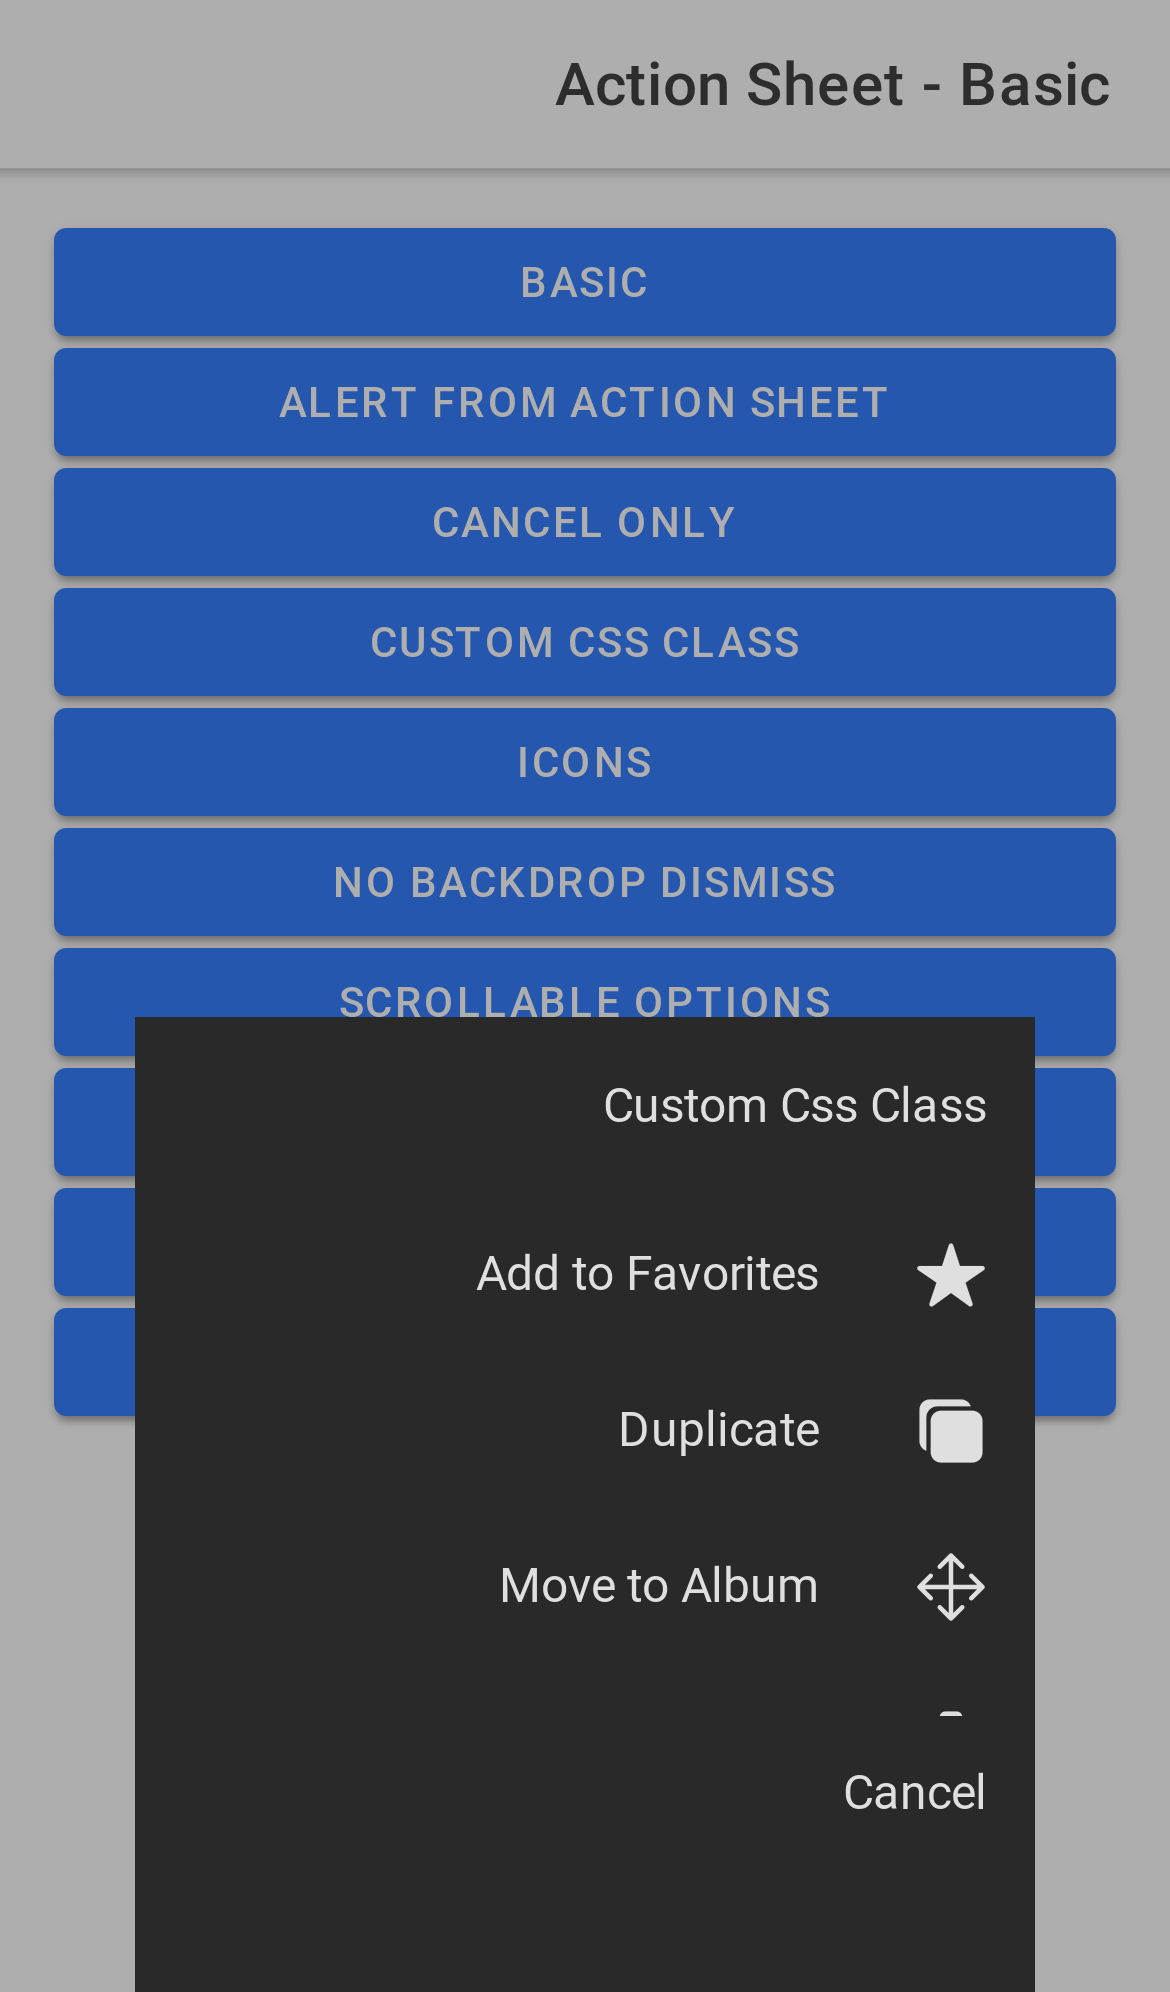 Action Sheet - Basic
BASIC
ALERT FROM ACTION SHEET
CANCEL ONLY
CUSTOM CSS CLASS
ICONS
NO BACKDROP DISMISS
SCROLLABLE OPTIONS
Custom Css Class
Add to Favorites
Duplicate
Move to Album
Cancel